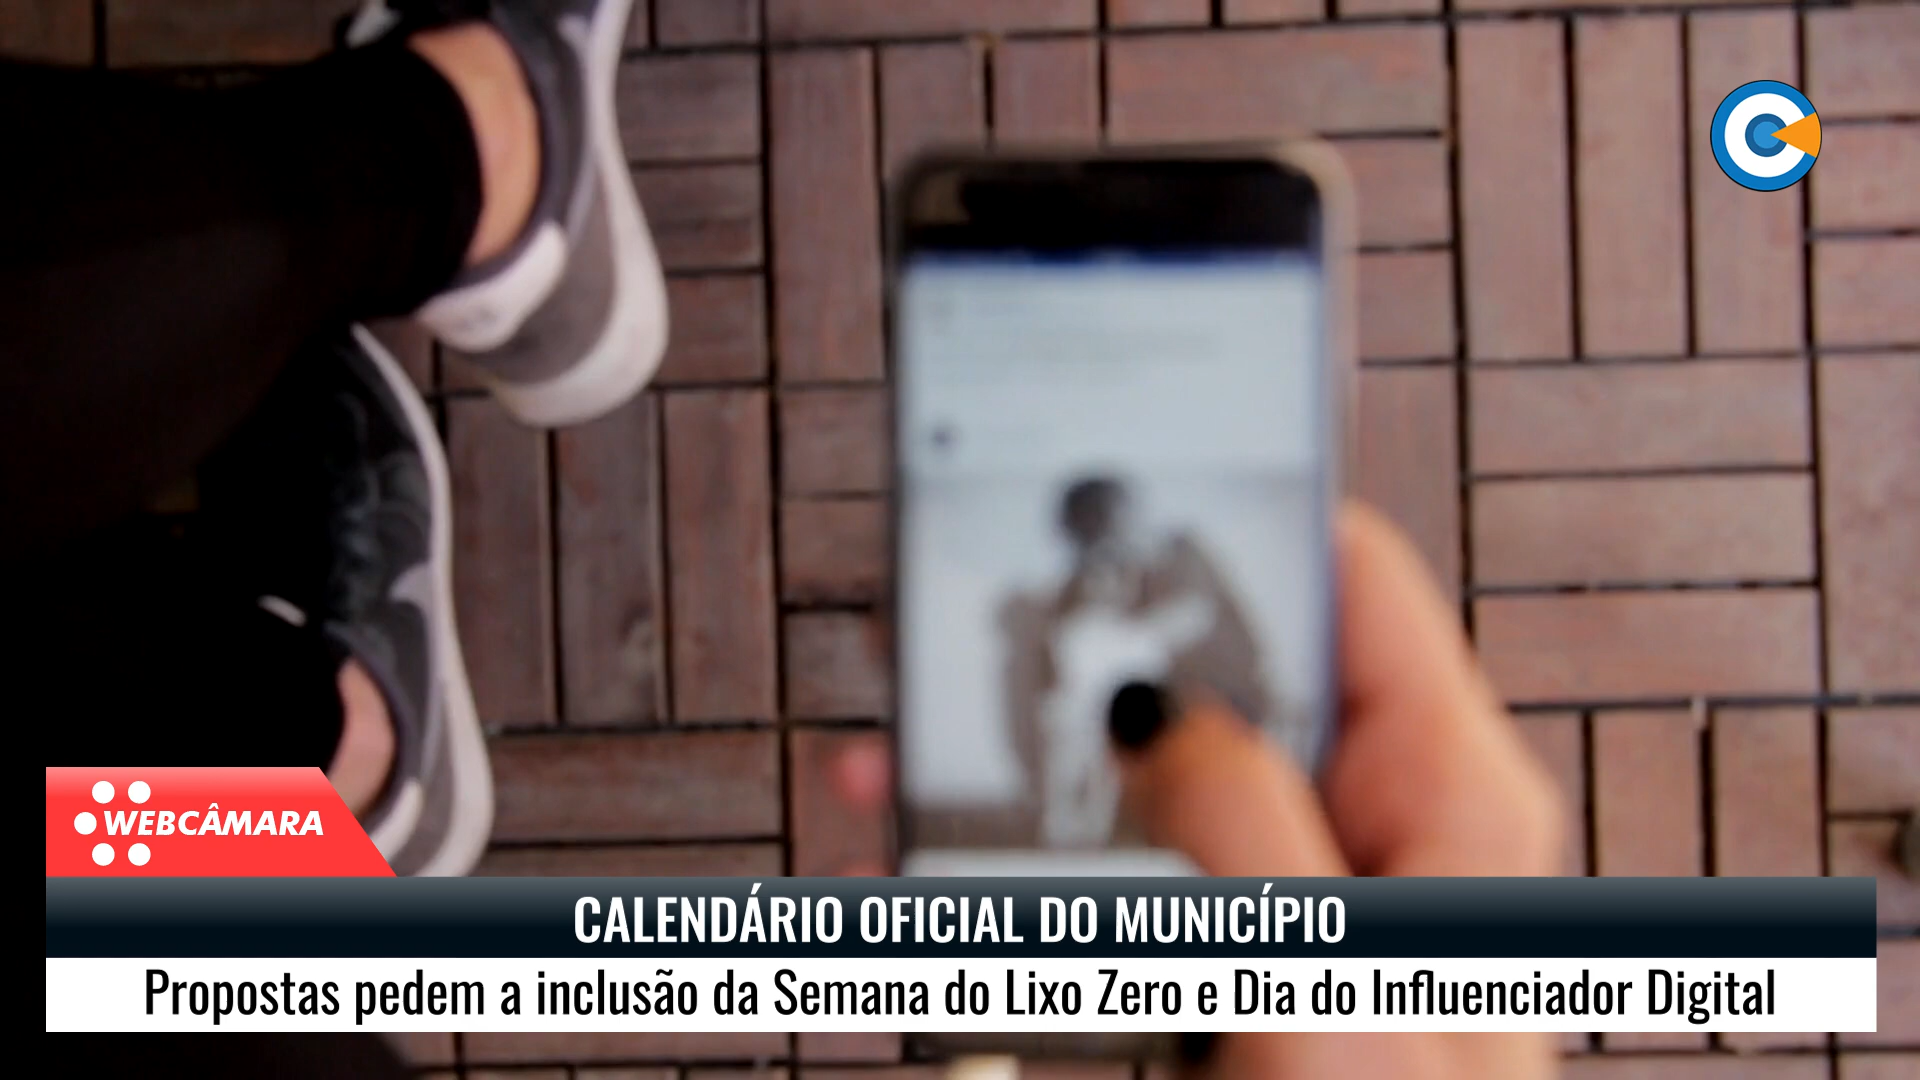 WEBCÂMARA
CALENDÁRIO OFICIAL DO MUNICÍPIO
Propostas pedem a inclusão da Semana do Lixo Zero e Dia do Influenciador Digital